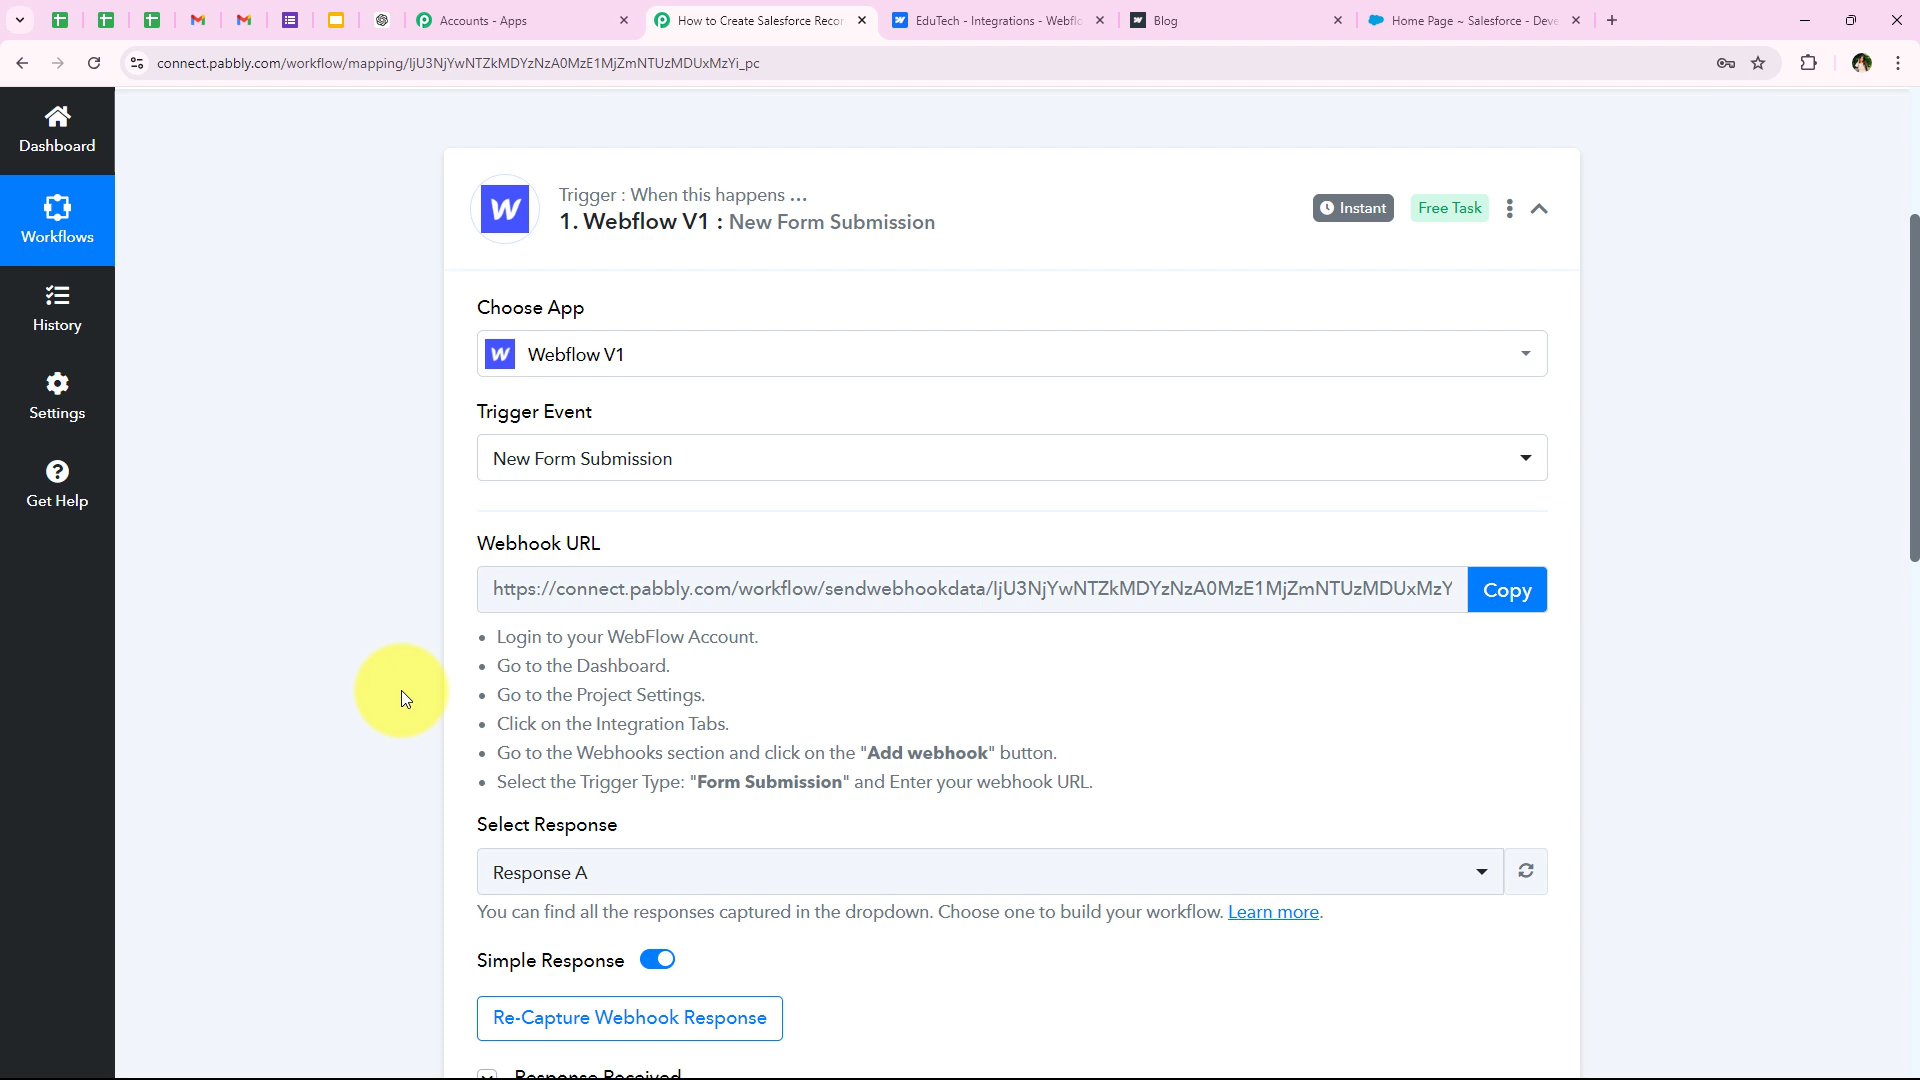 Accounts - Apps
How to Create Salesforce Recor
EduTech - Integrations - Webflo
Blog
Home Page ~ Salesforce - Deve
connect.pabbly.com/workflow/mapping/IjU3NjYwNTZkMDYzNzA0MzE1MjZmNTUzMDUxMzYi_pc
Dashboard
Workflows
History
Settings
Get Help
Trigger : When this happens ...
1. Webflow V1 : New Form Submission
Instant
Free Task
Choose App
Webflow V1
Trigger Event
New Form Submission
Webhook URL
https://connect.pabbly.com/workflow/sendwebhookdata/IjU3NjYwNTZkMDYzNzA0MzE1MjZmNTUzMDUxMzY
Copy
• Login to your WebFlow Account.
• Go to the Dashboard.
• Go to the Project Settings.
• Click on the Integration Tabs.
• Go to the Webhooks section and click on the "Add webhook" button.
• Select the Trigger Type: "Form Submission" and Enter your webhook URL.
Select Response
Response A
You can find all the responses captured in the dropdown. Choose one to build your workflow. Learn more.
Simple Response
Re-Capture Webhook Response
Response Received